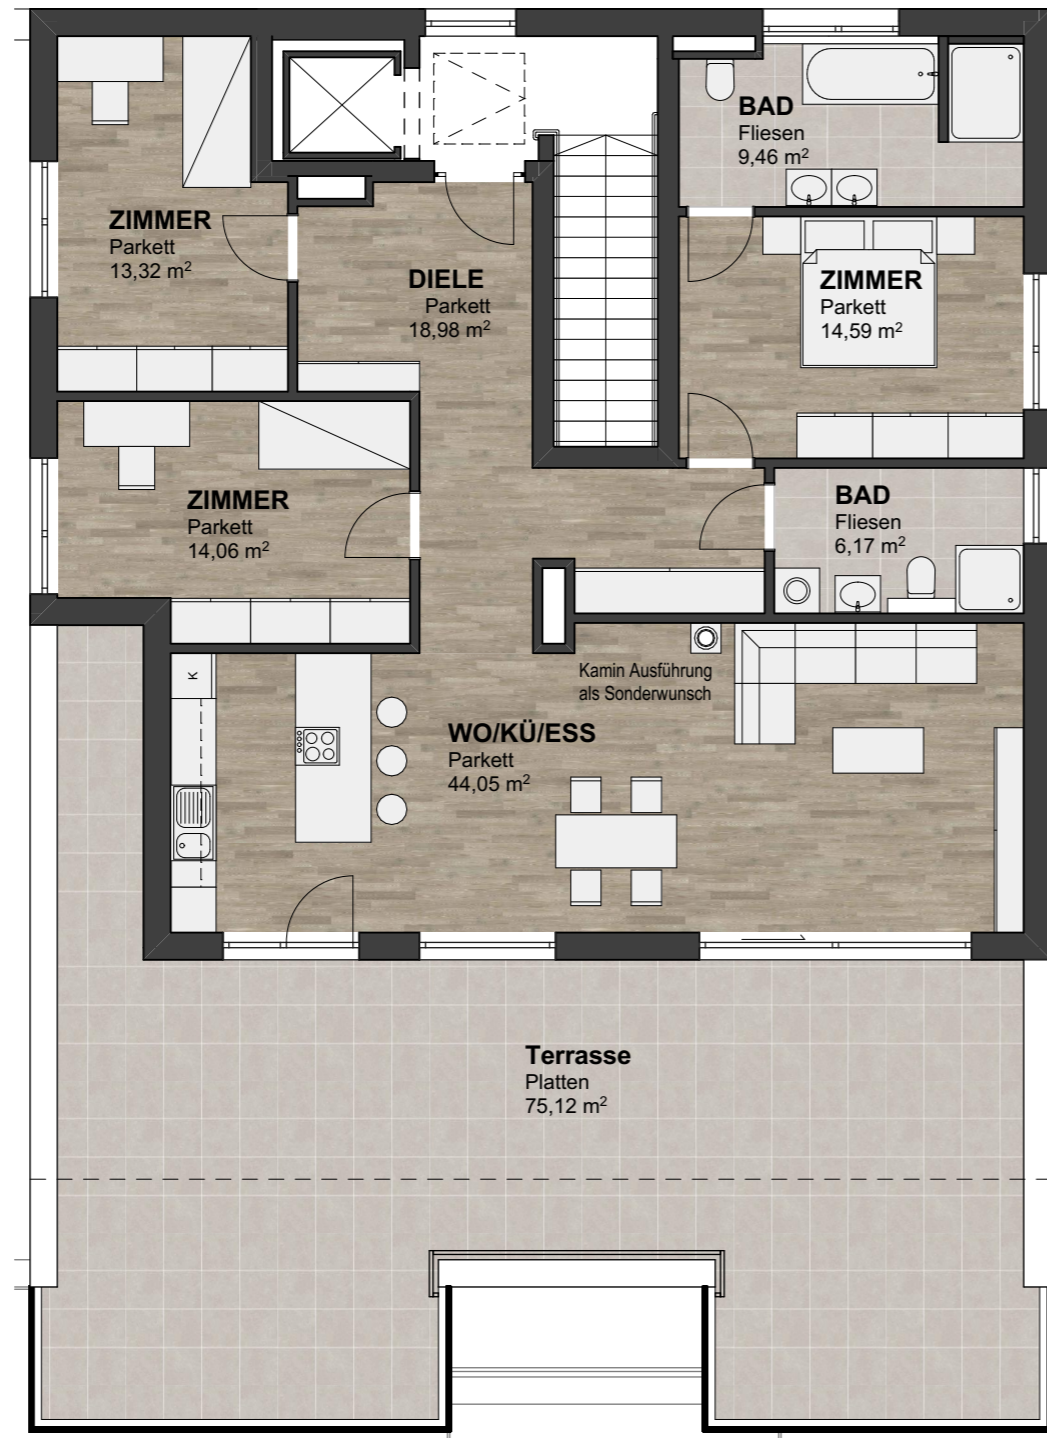 BAD
Fliesen
9,46 m²
ZIMMER
Parkett
13,32 m²
DIELE
Parkett
18,98 m²
ZIMMER
Parkett
14,59 m²
ZIMMER
Parkett
14,06 m²
BAD
Fliesen
6,17 m²
K
Kamin Ausführung
als Sonderwunsch
WO/KÜ/ESS
Parkett
44,05 m²
Terrasse
Platten
75,12 m²